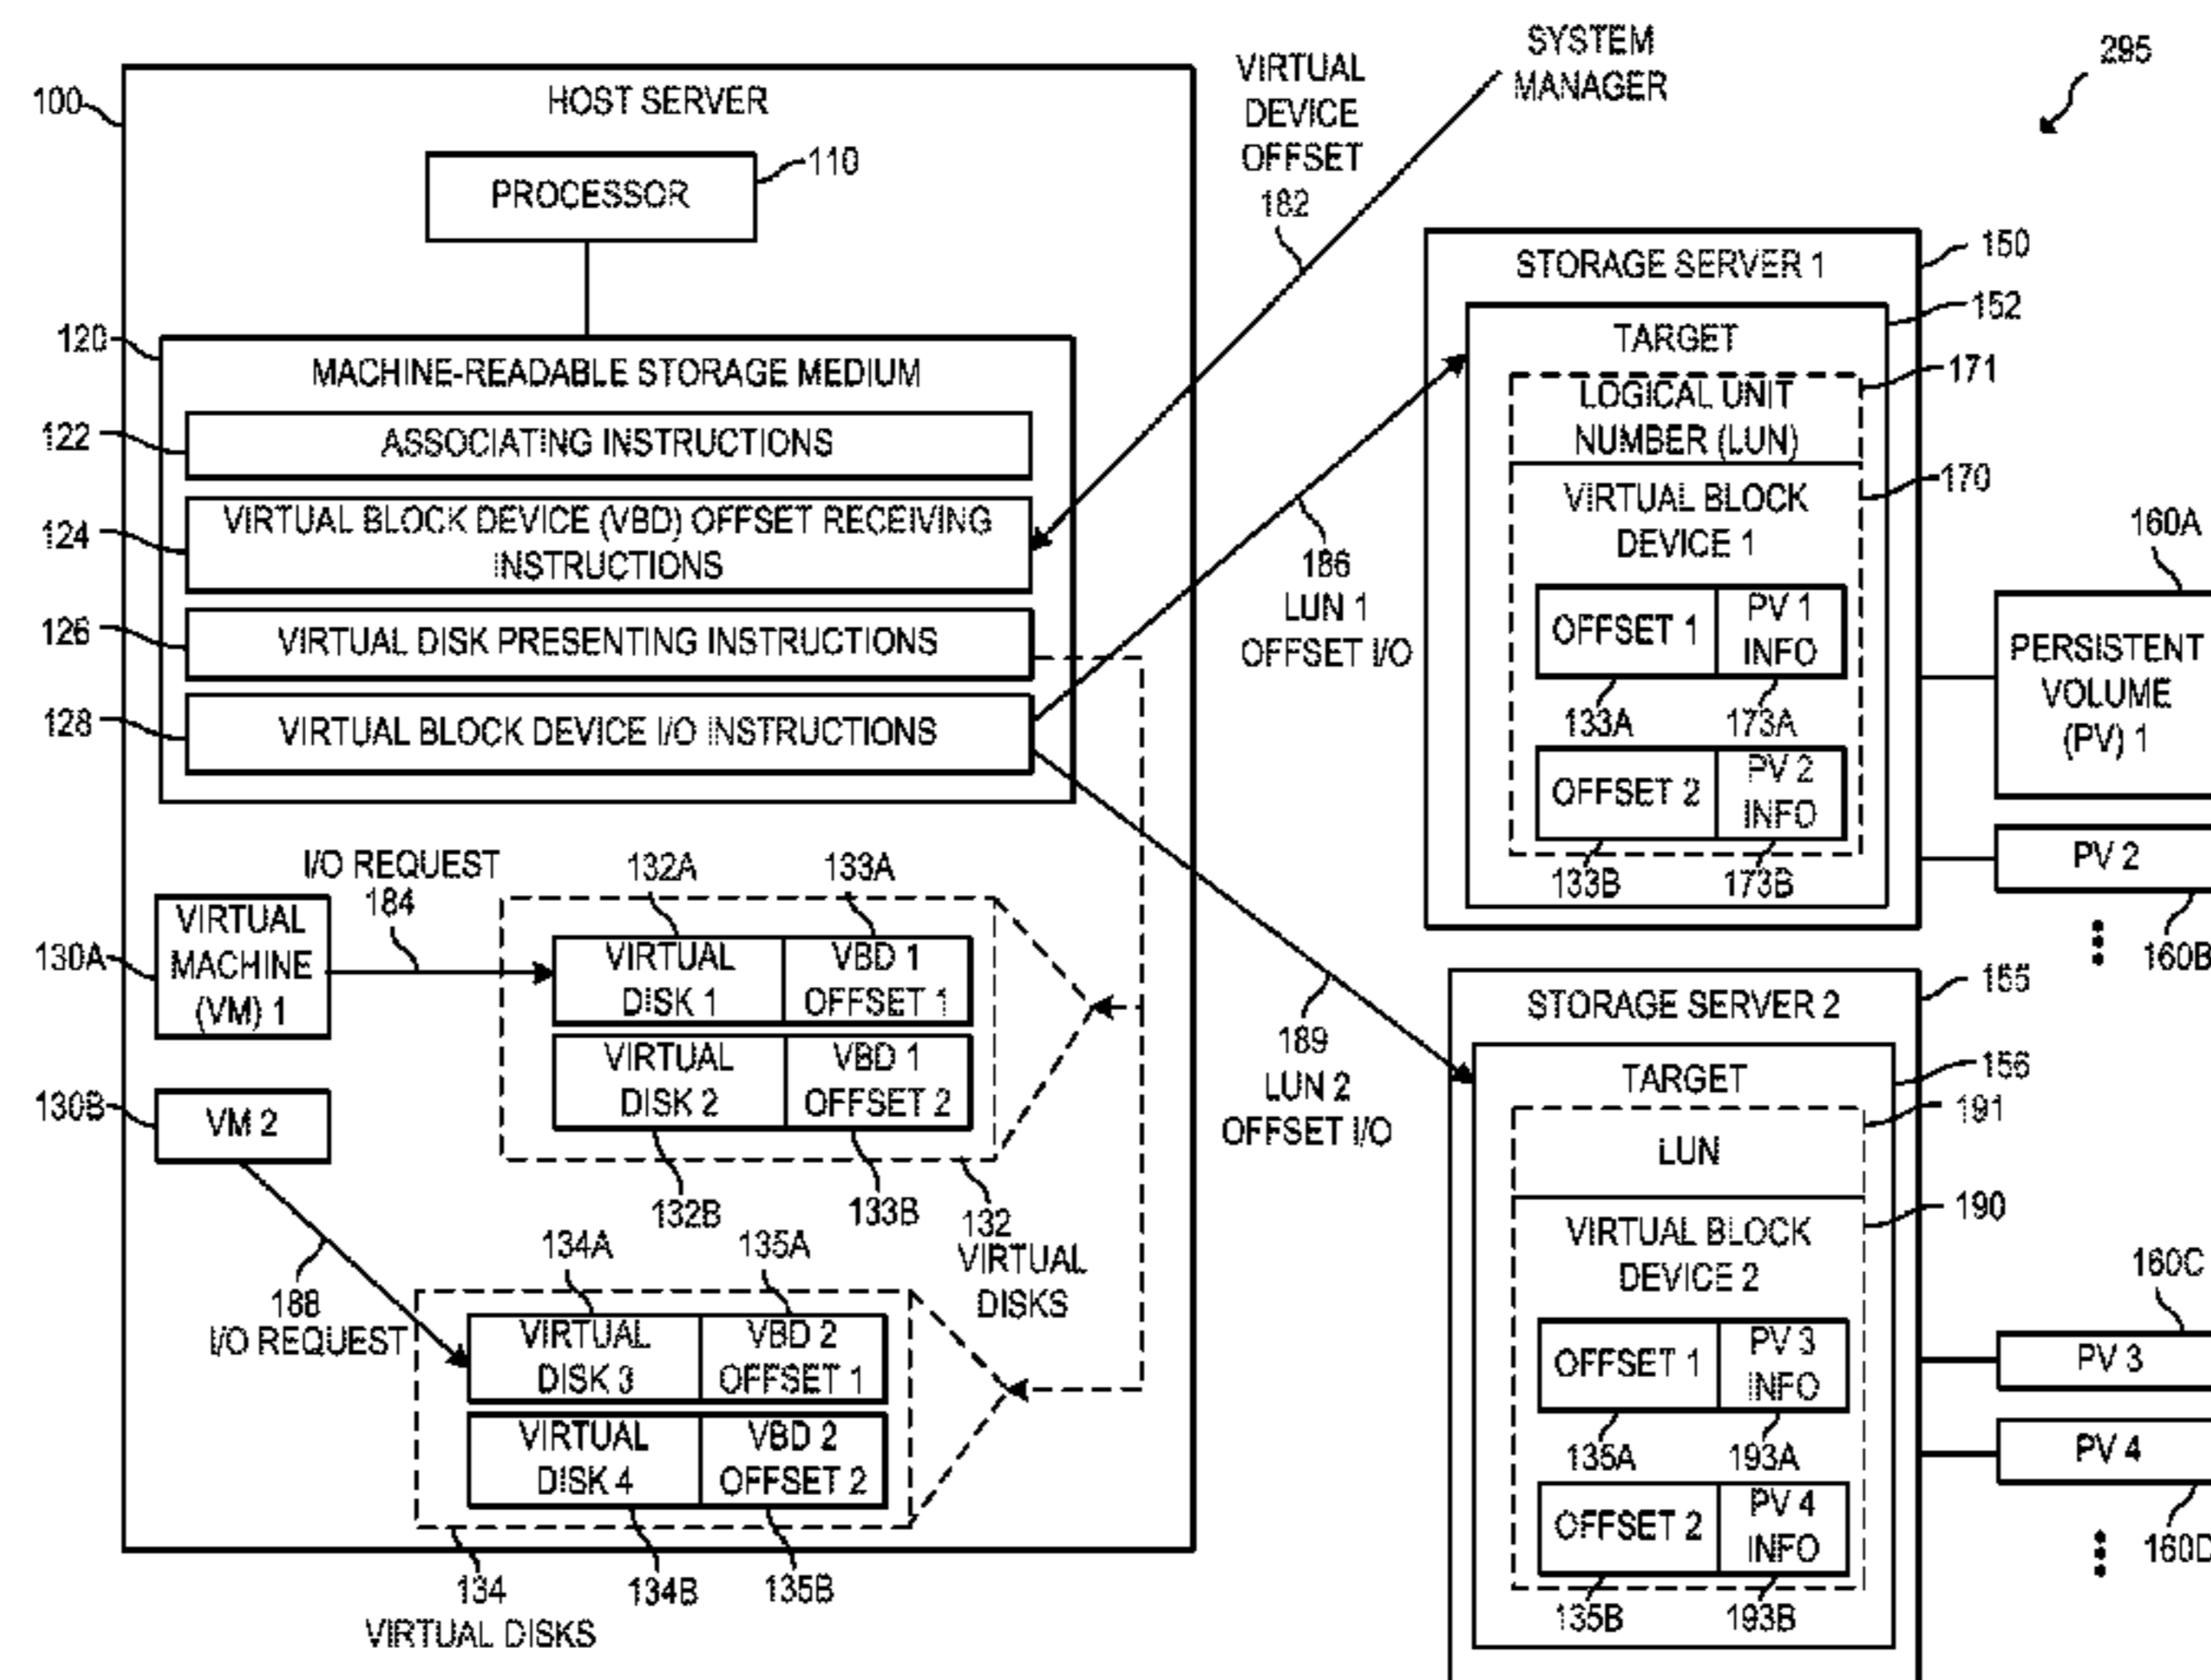 SYSTEM
MANAGER
295
VIRTUAL
DEVICE
OFFSET
182
100
HOST SERVER
PROCESSOR
110
120
MACHINE-READABLE STORAGE MEDIUM
122
ASSOCIATING INSTRUCTIONS
124
VIRTUAL BLOCK DEVICE (VBD) OFFSET RECEIVING
INSTRUCTIONS
126
VIRTUAL DISK PRESENTING INSTRUCTIONS
128
VIRTUAL BLOCK DEVICE I/O INSTRUCTIONS
186
LUN 1
OFFSET I/O
STORAGE SERVER 1
150
152
TARGET
171
LOGICAL UNIT
NUMBER (LUN)
170
VIRTUAL BLOCK
DEVICE 1
OFFSET 1
PV 1
INFO
133A
173A
OFFSET 2
PV 2
INFO
133B
173B
160A
PERSISTENT
VOLUME
(PV) 1
PV 2
160B
I/O REQUEST
184
132A
133A
130A
VIRTUAL
MACHINE
(VM) 1
VIRTUAL
DISK 1
VBD 1
OFFSET 1
VIRTUAL
DISK 2
VBD 1
OFFSET 2
130B
VM 2
132B
133B
132
VIRTUAL
DISKS
188
I/O REQUEST
134A
135A
VIRTUAL
DISK 3
VBD 2
OFFSET 1
VIRTUAL
DISK 4
VBD 2
OFFSET 2
134
VIRTUAL DISKS
134B
135B
189
LUN 2
OFFSET I/O
STORAGE SERVER 2
155
156
TARGET
191
LUN
190
VIRTUAL BLOCK
DEVICE 2
OFFSET 1
PV 3
INFO
135A
193A
OFFSET 2
PV 4
INFO
135B
193B
160C
PV 3
PV 4
160D